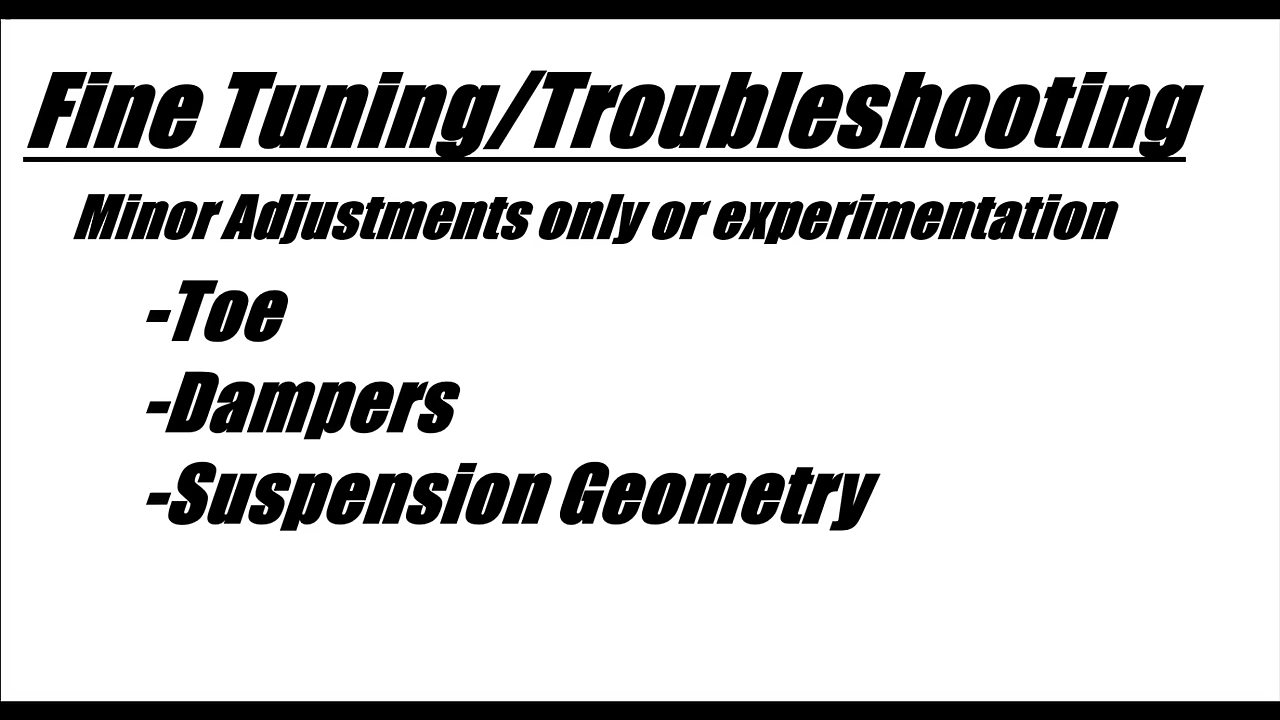 Fine Tuning/Troubleshooting
Minor Adjustments only or experimentation
-Toe
-Dampers
-Suspension Geometry